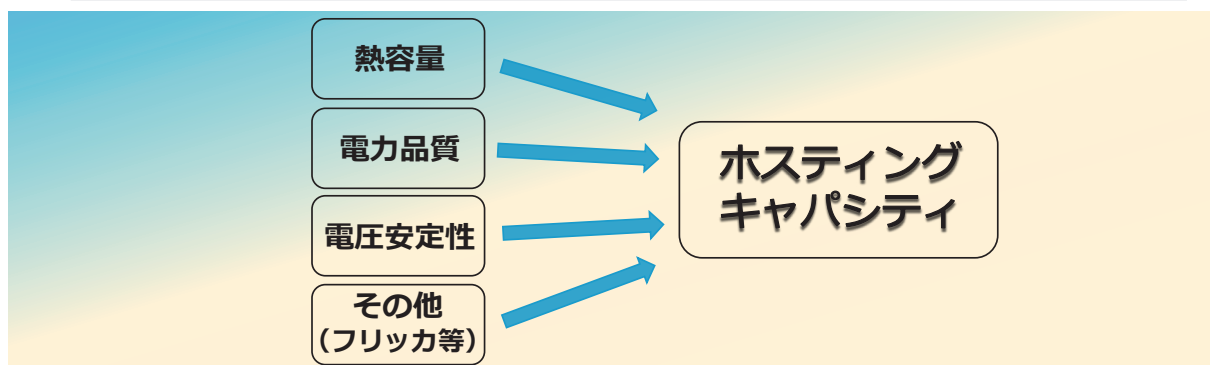 熱容量
電力品質
電圧安定性
その他
(フリッカ等)
ホスティング
キャパシティ